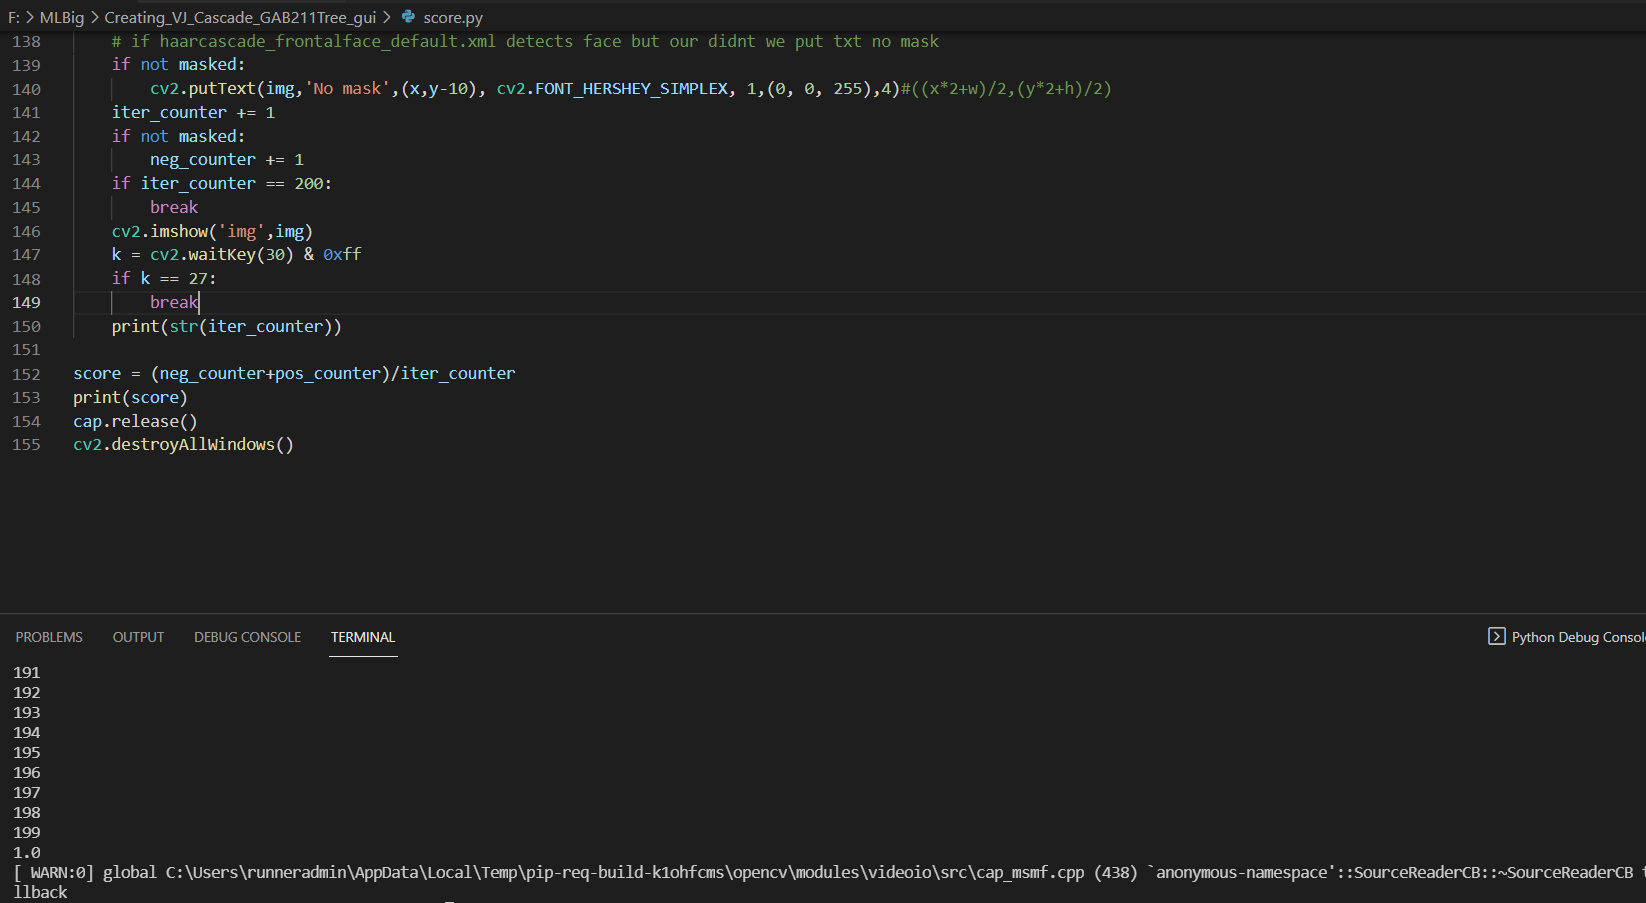 F: > MLBig > Creating_VJ_Cascade_GAB211Tree_gui > score.py
138 # if haarcascade_frontalface_default.xml detects face but our didnt we put txt no mask
139 if not masked:
140 cv2.putText(img,'No mask',(x,y-10), cv2.FONT_HERSHEY_SIMPLEX, 1,(0, 0, 255),4)#((x*2+w)/2,(y*2+h)/2)
141 iter_counter += 1
142 if not masked:
143 neg_counter += 1
144 if iter_counter == 200:
145 break
146 cv2.imshow('img',img)
147 k = cv2.waitKey(30) & 0xff
148 if k == 27:
149 break
150 print(str(iter_counter))
151
152 score = (neg_counter+pos_counter)/iter_counter
153 print(score)
154 cap.release()
155 cv2.destroyAllWindows()
PROBLEMS OUTPUT DEBUG CONSOLE TERMINAL Python Debug Consol
191
192
193
194
195
196
197
198
199
1.0
[ WARN:0] global C:\Users\runneradmin\AppData\Local\Temp\pip-req-build-k1ohfcms\opencv\modules\videoio\src\cap_msmf.cpp (438) `anonymous-namespace'::SourceReaderCB::~SourceReaderCB t
llback